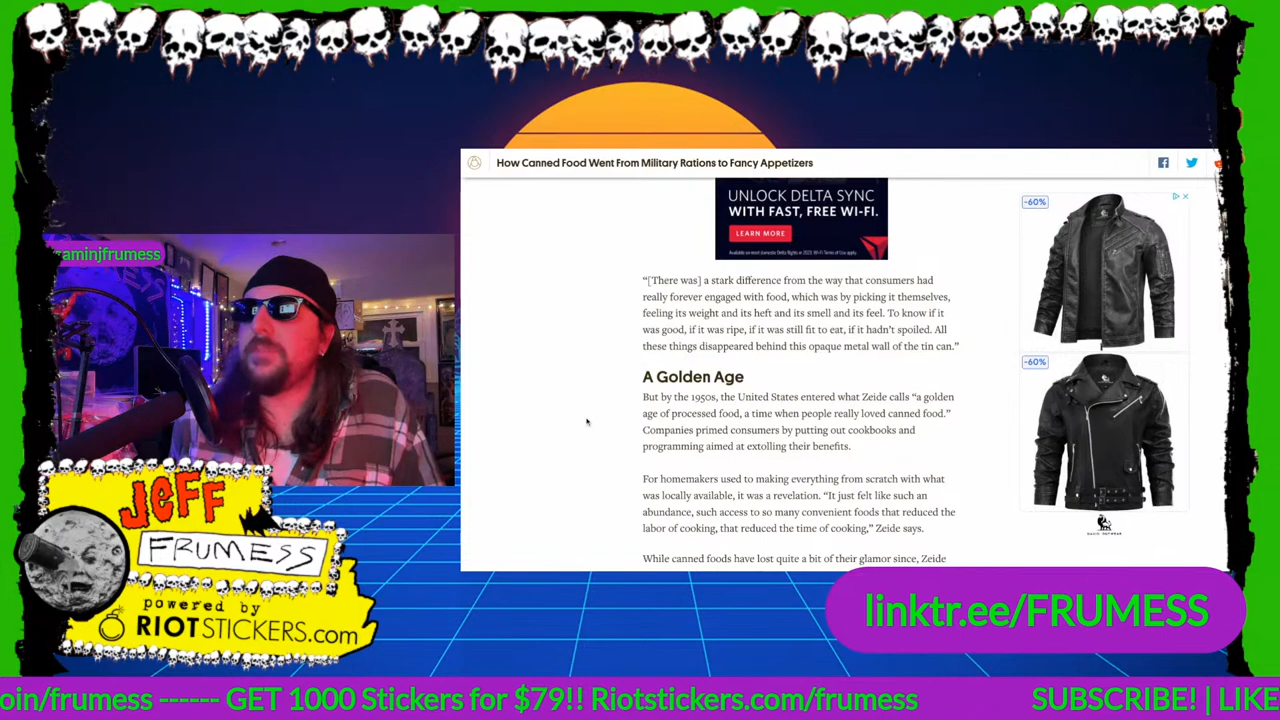 How Canned Food Went From Military Rations to Fancy Appetizers
UNLOCK DELTA SYNC
WITH FAST, FREE WI-FI.
LEARN MORE
-60%
“[There was] a stark difference from the way that consumers had
really forever engaged with food, which was by picking it themselves,
feeling its weight and its heft and its smell and its feel. To know if it
was good, if it was ripe, if it was still fit to eat, if it hadn’t spoiled. All
these things disappeared behind this opaque metal wall of the tin can.”
-60%
A Golden Age
But by the 1950s, the United States entered what Zeide calls “a golden
age of processed food, a time when people really loved canned food.”
Companies primed consumers by putting out cookbooks and
programming aimed at extolling their benefits.
For homemakers used to making everything from scratch with what
was locally available, it was a revelation. “It just felt like such an
abundance, such access to so many convenient foods that reduced the
labor of cooking, that reduced the time of cooking,” Zeide says.
While canned foods have lost quite a bit of their glamor since, Zeide
aminjfrumess
JEFF
FRUMESS
powered by
RIOTSTICKERS.com
linktr.ee/FRUMESS
oin/frumess ------ GET 1000 Stickers for $79!! Riotstickers.com/frumess SUBSCRIBE! | LIKE